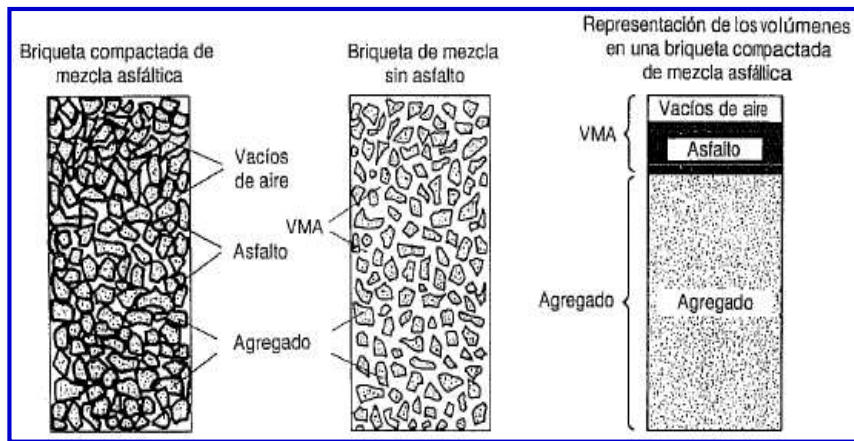 Briqueta compactada de
mezcla asfáltica
Vacíos
de aire
Asfalto
Agregado
Briqueta de mezcla
sin asfalto
VMA
Representación de los volúmenes
en una briqueta compactada
de mezcla asfáltica
VMA
Vacíos de aire
Asfalto
Agregado
Agregado